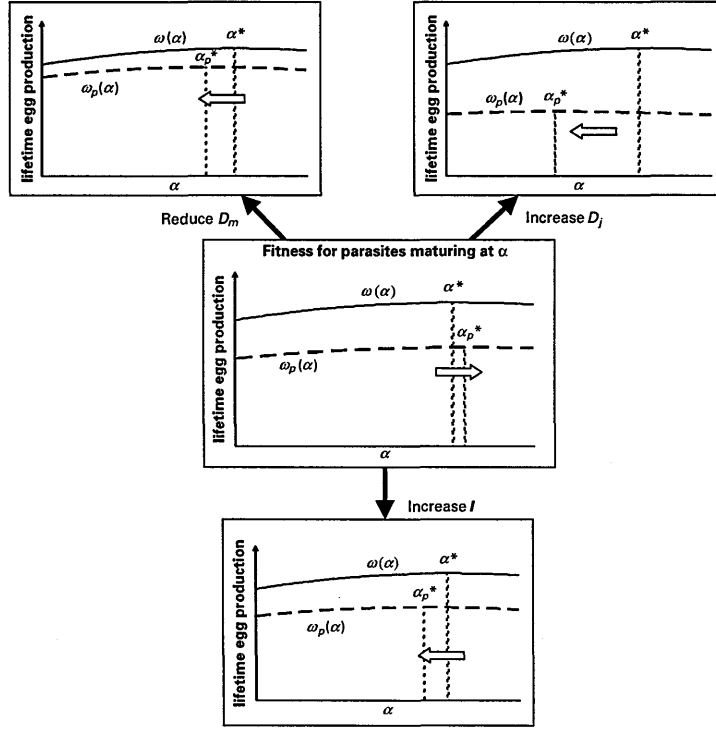 lifetime egg production
ω(α)
α*
αp*
ωp(α)
α
lifetime egg production
ω(α)
α*
ωp(α)
αp*
α
Reduce Dm
Increase Dj
Fitness for parasites maturing at α
lifetime egg production
ω(α)
α*
αp*
ωp(α)
α
Increase I
lifetime egg production
ω(α)
α*
αp*
ωp(α)
α